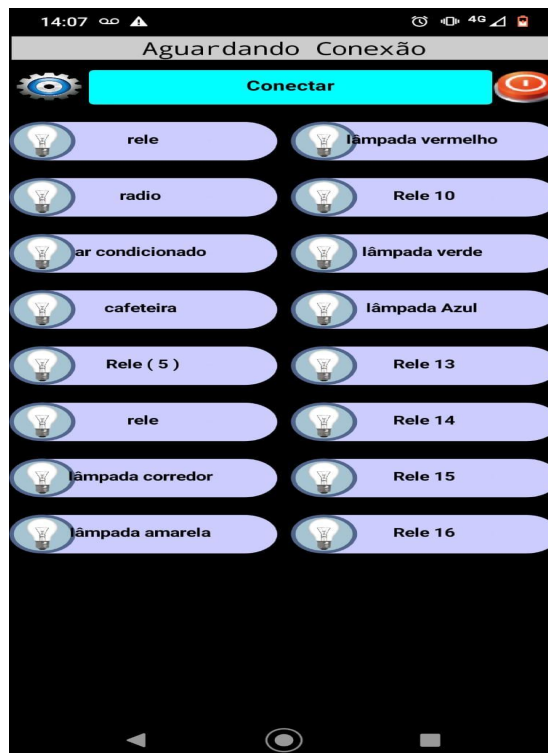 14:07
4G
Aguardando Conexão
Conectar
rele
lâmpada vermelho
radio
Rele 10
ar condicionado
lâmpada verde
cafeteira
lâmpada Azul
Rele ( 5 )
Rele 13
rele
Rele 14
lâmpada corredor
Rele 15
lâmpada amarela
Rele 16